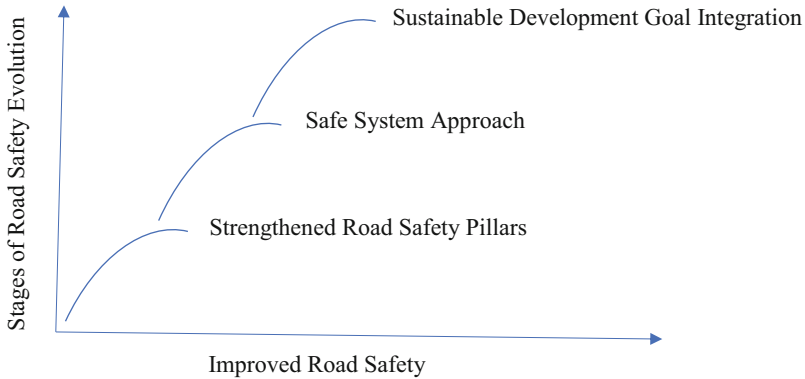 Stages of Road Safety Evolution
Sustainable Development Goal Integration
Safe System Approach
Strengthened Road Safety Pillars
Improved Road Safety